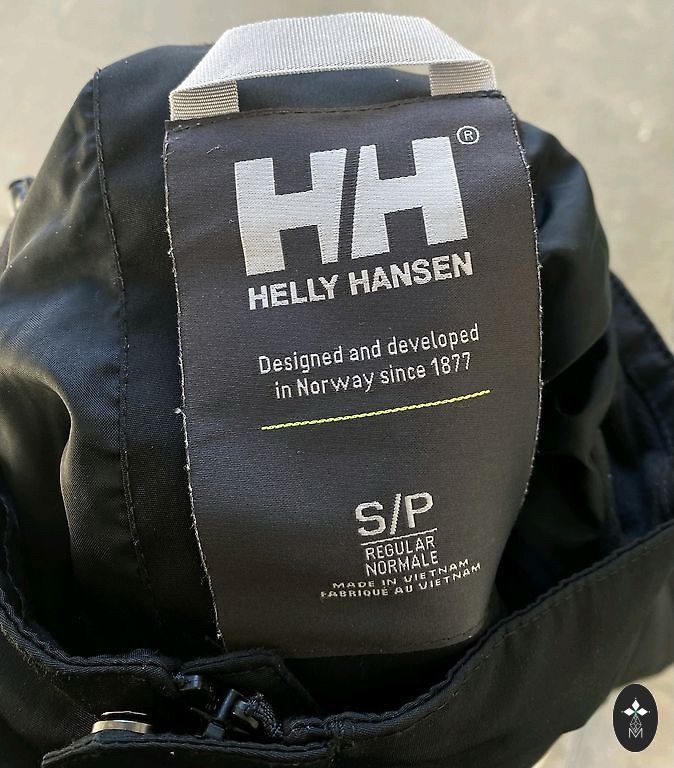 HH®
HELLY HANSEN
Designed and developed
in Norway since 1877
S/P
REGULAR
NORMALE
MADE IN VIETNAM
FABRIQUE AU VIETNAM
M